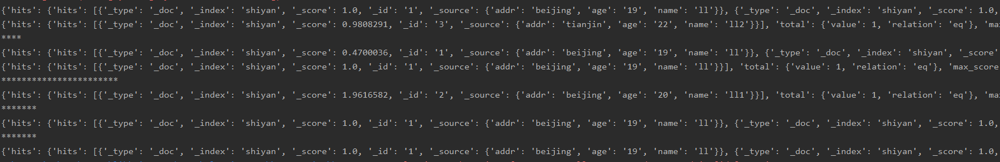 {'hits': {'hits': [{'_type': '_doc', '_index': 'shiyan', '_score': 1.0, '_id': '1', '_source': {'addr': 'beijing', 'age': '19', 'name': 'll'}}, {'_type': '_doc', '_index': 'shiyan', '_score': 1.0,
{'hits': {'hits': [{'_type': '_doc', '_index': 'shiyan', '_score': 0.9808291, '_id': '3', '_source': {'addr': 'tianjin', 'age': '22', 'name': 'll2'}}], 'total': {'value': 1, 'relation': 'eq'}, 'ma
****
{'hits': {'hits': [{'_type': '_doc', '_index': 'shiyan', '_score': 0.4700036, '_id': '1', '_source': {'addr': 'beijing', 'age': '19', 'name': 'll'}}, {'_type': '_doc', '_index': 'shiyan', '_score'
{'hits': {'hits': [{'_type': '_doc', '_index': 'shiyan', '_score': 1.0, '_id': '1', '_source': {'addr': 'beijing', 'age': '19', 'name': 'll'}}], 'total': {'value': 1, 'relation': 'eq'}, 'max_score
***********************
{'hits': {'hits': [{'_type': '_doc', '_index': 'shiyan', '_score': 1.9616582, '_id': '2', '_source': {'addr': 'beijing', 'age': '20', 'name': 'll1'}}], 'total': {'value': 1, 'relation': 'eq'}, 'ma
*******
{'hits': {'hits': [{'_type': '_doc', '_index': 'shiyan', '_score': 1.0, '_id': '1', '_source': {'addr': 'beijing', 'age': '19', 'name': 'll'}}, {'_type': '_doc', '_index': 'shiyan', '_score': 1.0,
*******
{'hits': {'hits': [{'_type': '_doc', '_index': 'shiyan', '_score': 1.0, '_id': '1', '_source': {'addr': 'beijing', 'age': '19', 'name': 'll'}}, {'_type': '_doc', '_index': 'shiyan', '_score': 1.0,